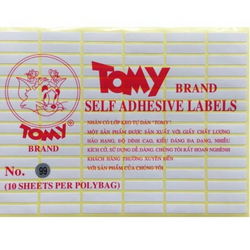 TOMY BRAND
SELF ADHESIVE LABELS
NHÃN CÓ LỚP KEO TỰ DÁN "TOMY"
MỘT SẢN PHẨM ĐƯỢC SẢN XUẤT VỚI GIẤY CHẤT LƯỢNG
HẢO HẠNG, ĐỘ DÍNH CAO, KIỂU DÁNG ĐA DẠNG, NHIỀU
KÍCH CỠ, SỬ DỤNG DỄ DÀNG. CHÚNG TÔI RẤT HOAN NGHÊNH
KHÁCH HÀNG THƯỜNG XUYÊN ĐẾN
VỚI SẢN PHẨM CỦA CHÚNG TÔI.
TOMY
BRAND
No. 99
(10 SHEETS PER POLYBAG)